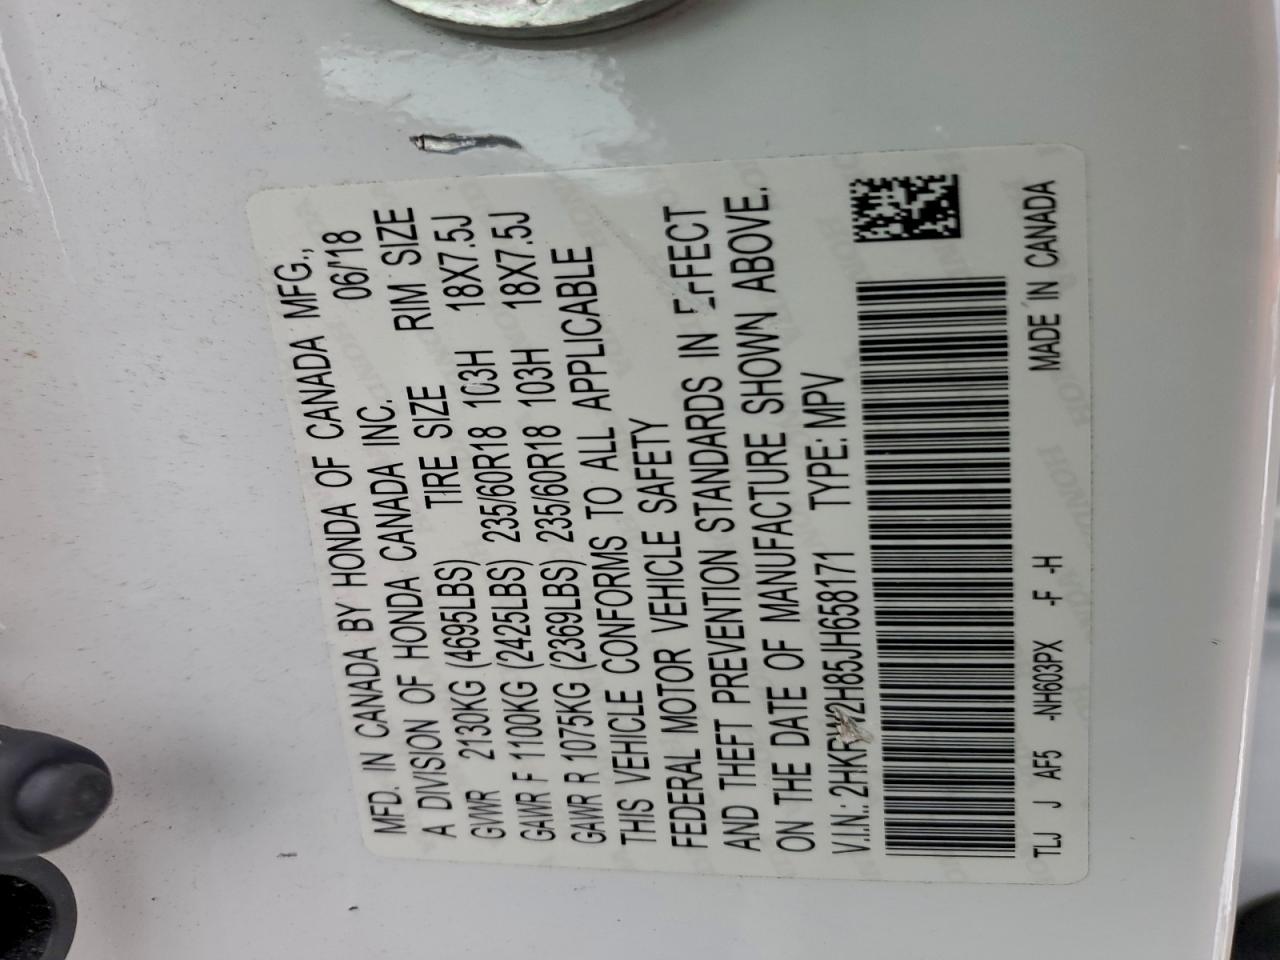 MFD. IN CANADA BY HONDA OF CANADA MFG.,
A DIVISION OF HONDA CANADA INC. 06/18
GVWR 2130KG (4695LBS) TIRE SIZE RIM SIZE
GAWR F 1100KG (2425LBS) 235/60R18 103H 18X7.5J
GAWR R 1075KG (2369LBS) 235/60R18 103H 18X7.5J
THIS VEHICLE CONFORMS TO ALL APPLICABLE
FEDERAL MOTOR VEHICLE SAFETY
AND THEFT PREVENTION STANDARDS IN EFFECT
ON THE DATE OF MANUFACTURE SHOWN ABOVE.
V.I.N.: 2HKRW2H85JH658171 TYPE: MPV
TLJ J AF5 -NH603PX -F -H MADE IN CANADA